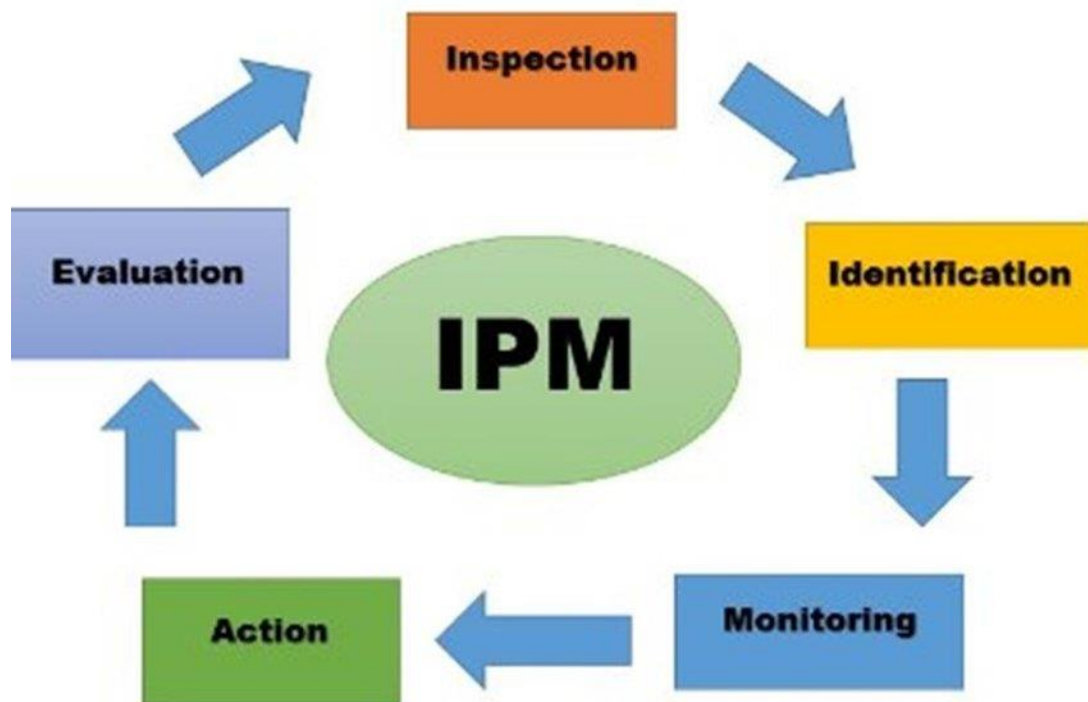 Inspection
Identification
Monitoring
Action
Evaluation
IPM